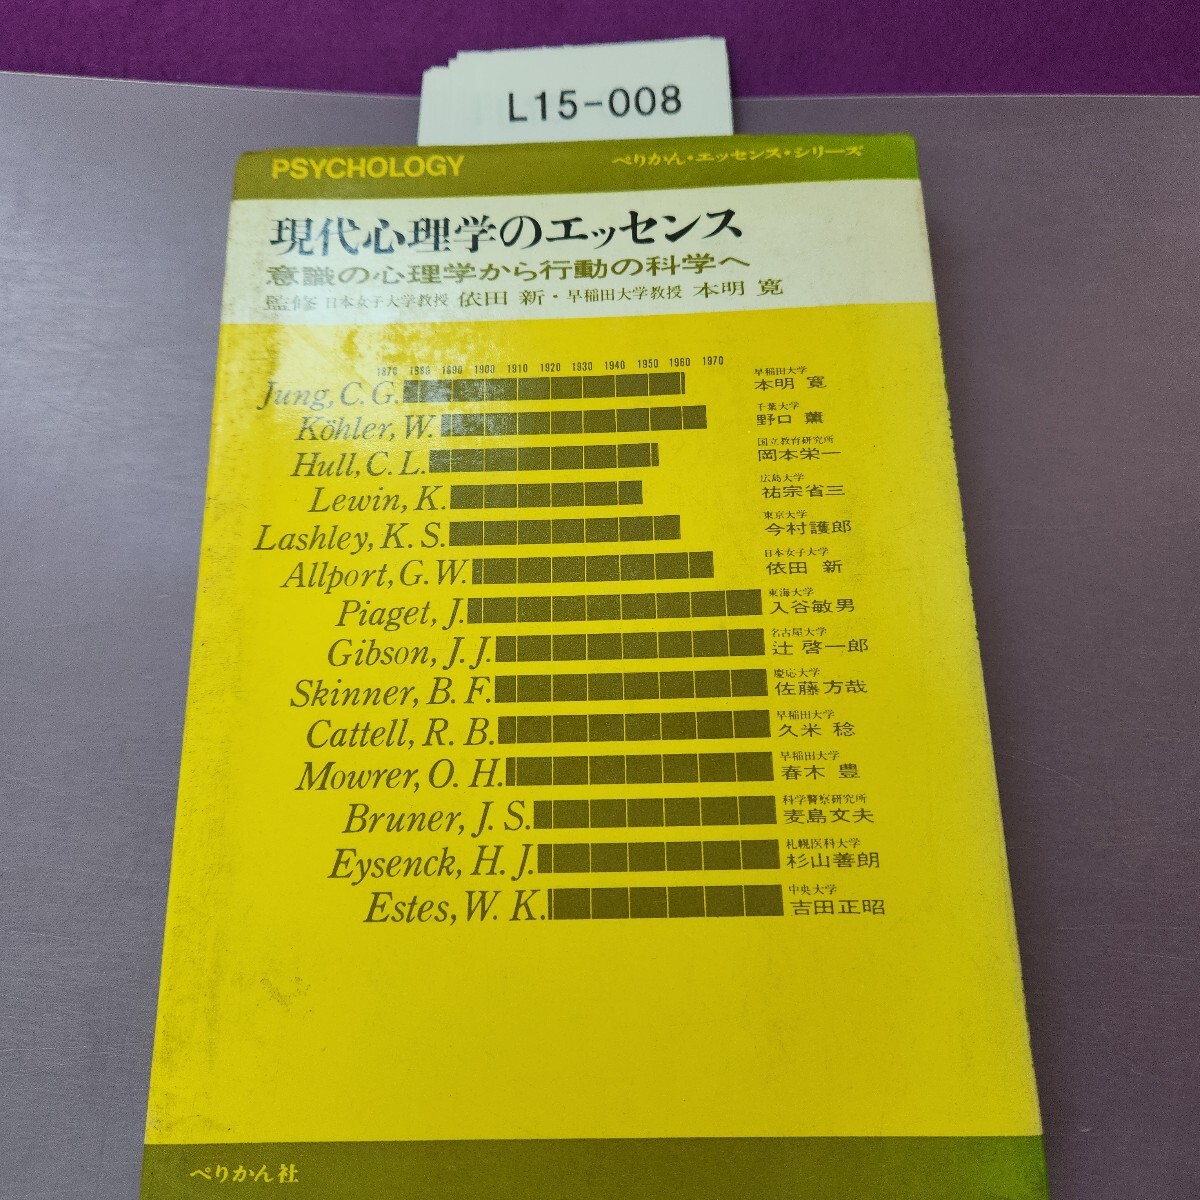 L15-008
PSYCHOLOGY ぺりかん・エッセンス・シリーズ
現代心理学のエッセンス
意識の心理学から行動の科学へ
監修 日本女子大学教授 依田 新・早稲田大学教授 本明 寛
1870 1880 1890 1900 1910 1920 1930 1940 1950 1960 1970
Jung, C. G. 早稲田大学 本明 寛
Köhler, W. 千葉大学 野口 薫
Hull, C. L. 国立教育研究所 岡本栄一
Lewin, K. 広島大学 祐宗省三
Lashley, K. S. 東京大学 今村護郎
Allport, G. W. 日本女子大学 依田 新
Piaget, J. 東海大学 入谷敏男
Gibson, J. J. 名古屋大学 辻 啓一郎
Skinner, B. F. 慶応大学 佐藤方哉
Cattell, R. B. 早稲田大学 久米 稔
Mowrer, O. H. 早稲田大学 春木 豊
Bruner, J. S. 科学警察研究所 麦島文夫
Eysenck, H. J. 札幌医科大学 杉山善朗
Estes, W. K. 中央大学 吉田正昭
ぺりかん社